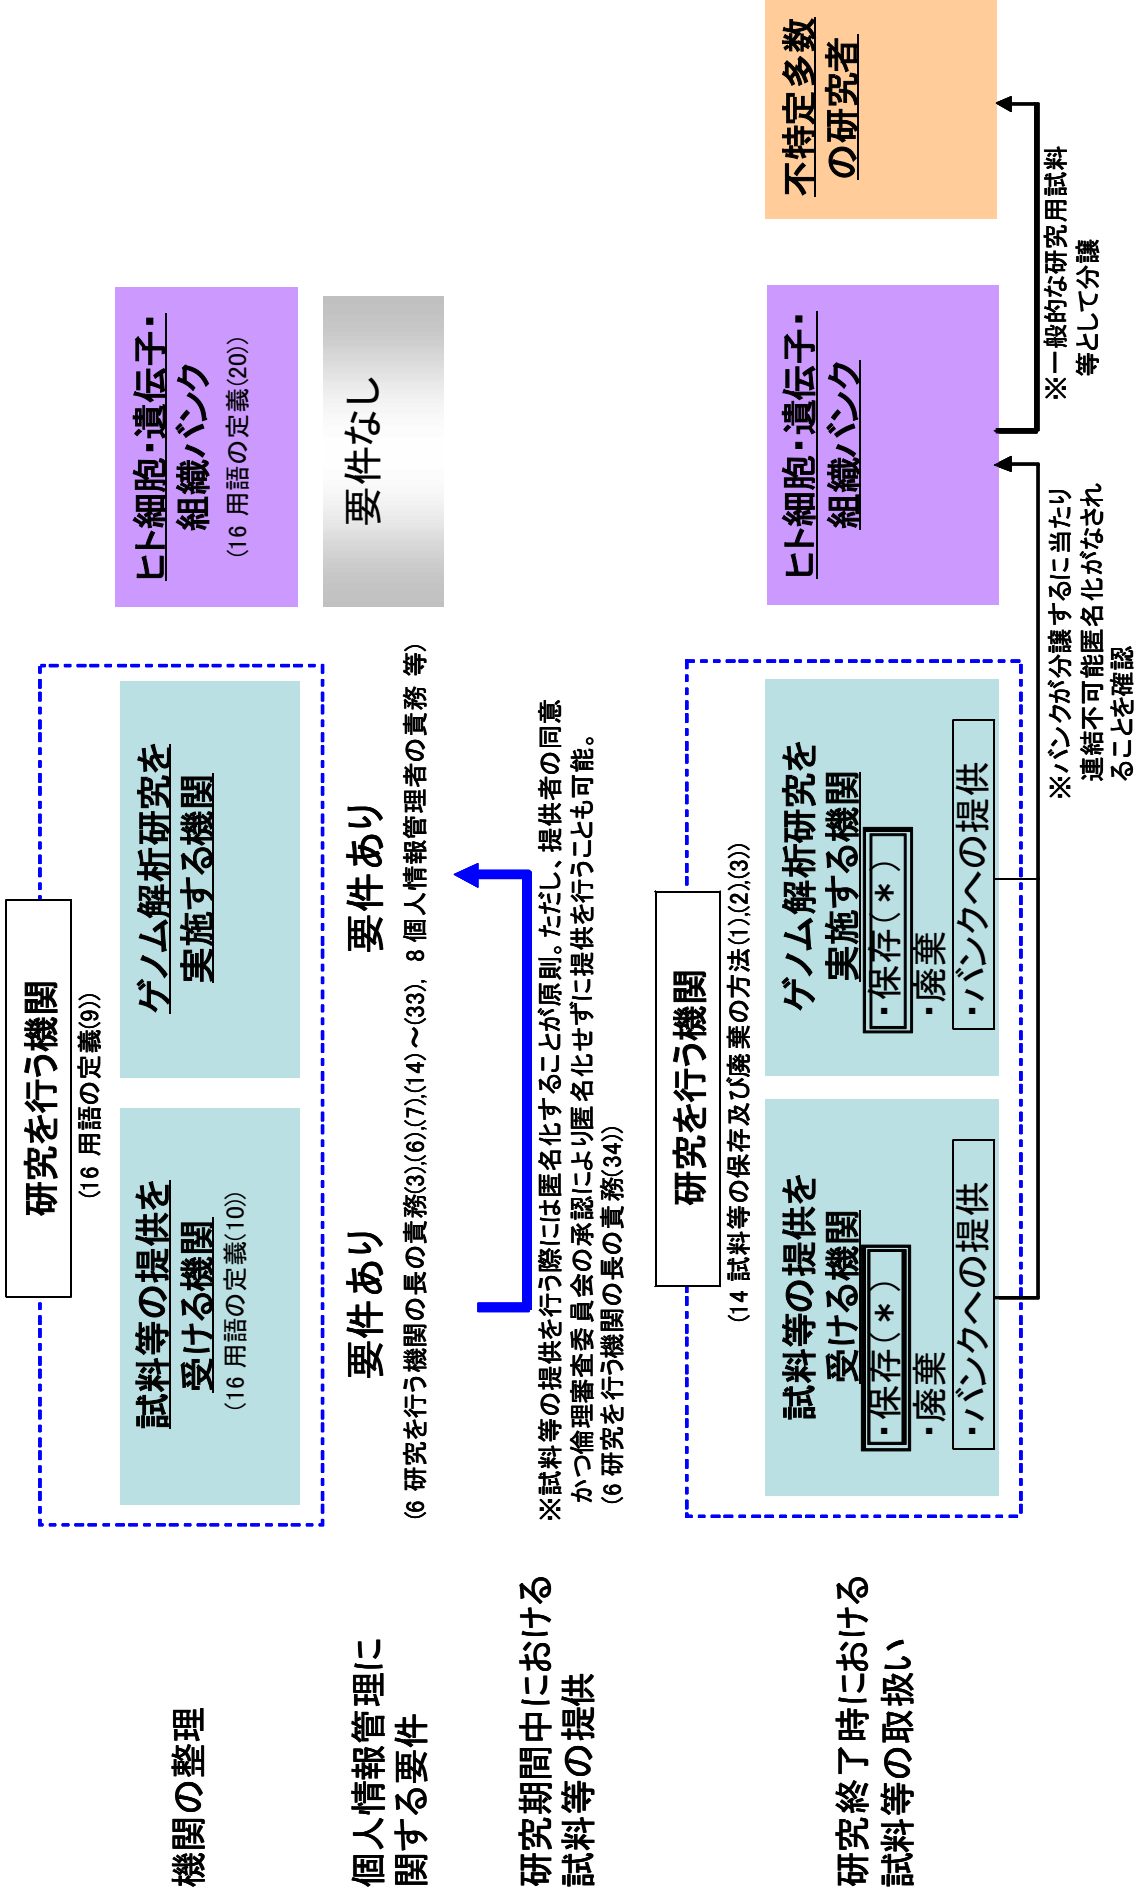 機関の整理
研究を行う機関
(16 用語の定義(9))
試料等の提供を
受ける機関
(16 用語の定義(10))
ゲノム解析研究を
実施する機関
ヒト細胞・遺伝子・
組織バンク
(16 用語の定義(20))
個人情報管理に
関する要件
要件あり
要件あり
要件なし
(6 研究を行う機関の長の責務(3),(6),(7),(14)～(33), 8 個人情報管理者の責務 等)
研究期間中における
試料等の提供
※試料等の提供を行う際には匿名化することが原則。ただし、提供者の同意
かつ倫理審査委員会の承認により匿名化せずに提供を行うことも可能。
(6 研究を行う機関の長の責務(34))
研究終了時における
試料等の取扱い
研究を行う機関
(14 試料等の保存及び廃棄の方法(1),(2),(3))
試料等の提供を
受ける機関
・保存(*)
・廃棄
・バンクへの提供
ゲノム解析研究を
実施する機関
・保存(*)
・廃棄
・バンクへの提供
ヒト細胞・遺伝子・
組織バンク
不特定多数
の研究者
※バンクが分譲するに当たり
連結不可能匿名化がなされ
ることを確認
※一般的な研究用試料
等として分譲